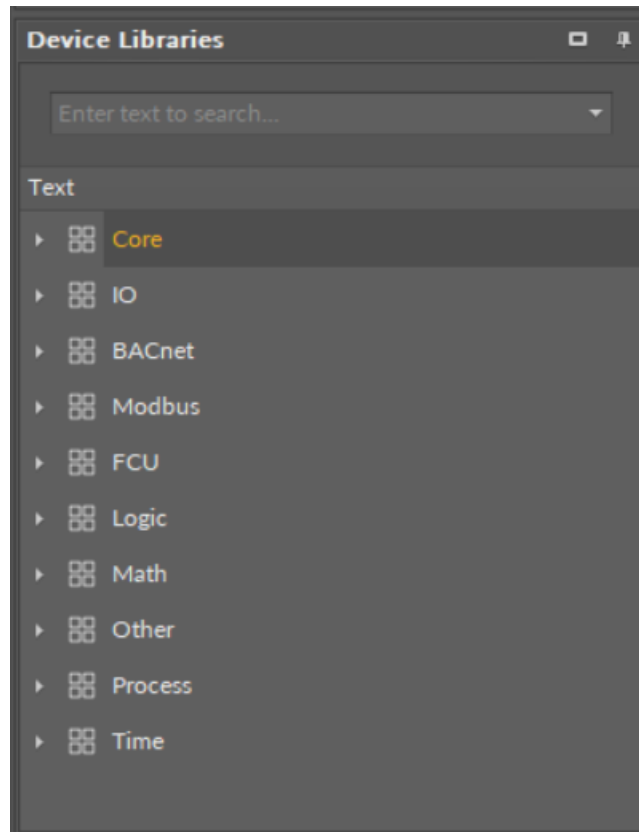 Device Libraries
Enter text to search...
Text
Core
IO
BACnet
Modbus
FCU
Logic
Math
Other
Process
Time